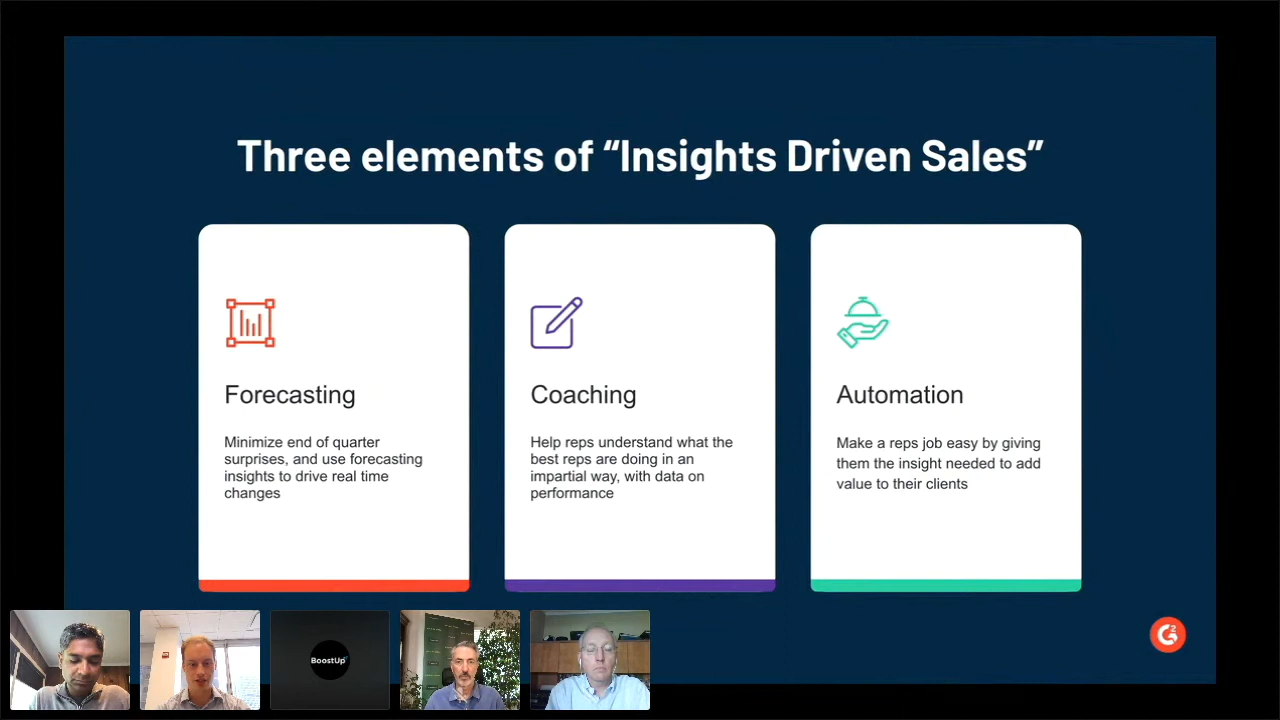 Three elements of “Insights Driven Sales”
Forecasting
Minimize end of quarter
surprises, and use forecasting
insights to drive real time
changes
Coaching
Help reps understand what the
best reps are doing in an
impartial way, with data on
performance
Automation
Make a reps job easy by giving
them the insight needed to add
value to their clients
BoostUp
G2